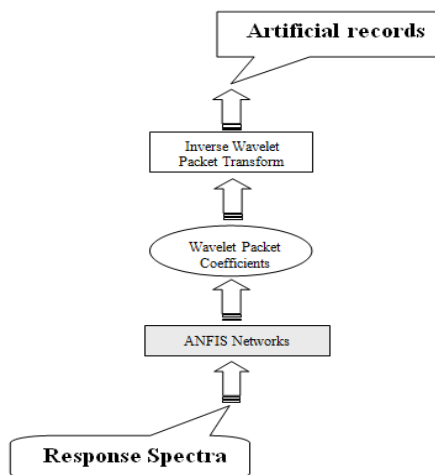 Artificial records
Inverse Wavelet
Packet Transform
Wavelet Packet
Coefficients
ANFIS Networks
Response Spectra